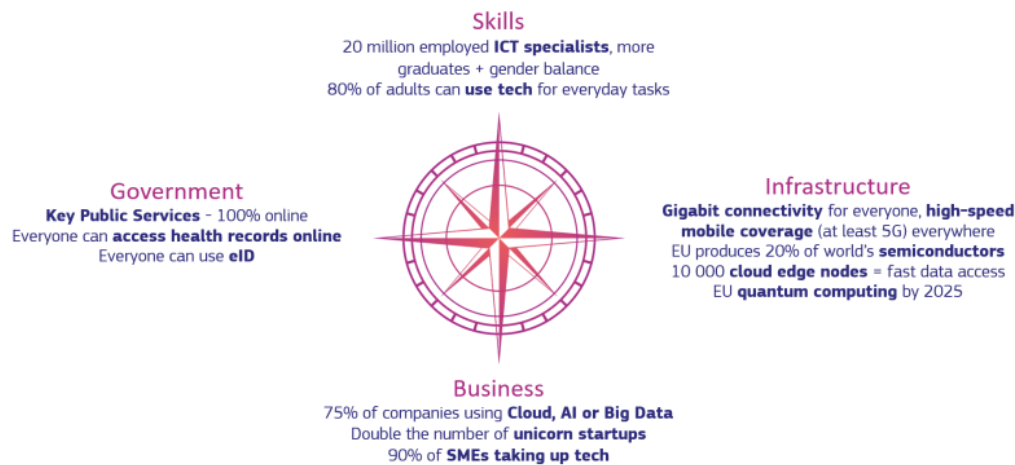 Skills
20 million employed ICT specialists, more
graduates + gender balance
80% of adults can use tech for everyday tasks
Government
Key Public Services - 100% online
Everyone can access health records online
Everyone can use eID
Infrastructure
Gigabit connectivity for everyone, high-speed
mobile coverage (at least 5G) everywhere
EU produces 20% of world's semiconductors
10 000 cloud edge nodes = fast data access
EU quantum computing by 2025
Business
75% of companies using Cloud, AI or Big Data
Double the number of unicorn startups
90% of SMEs taking up tech